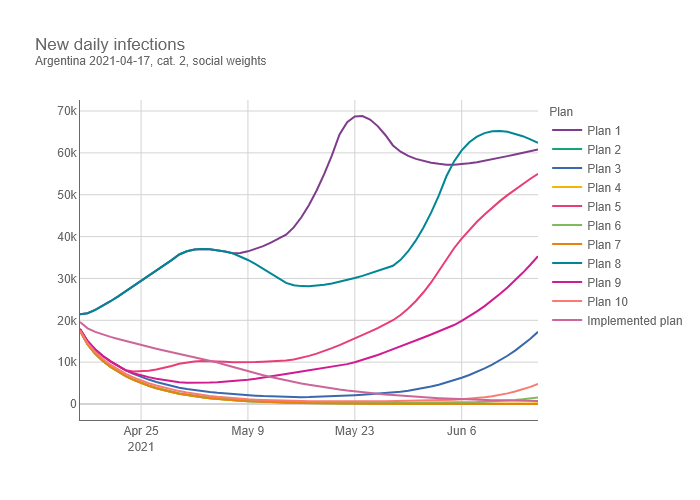 New daily infections
Argentina 2021-04-17, cat. 2, social weights
70k
60k
50k
40k
30k
20k
10k
0
Apr 25
2021
May 9
May 23
Jun 6
Plan
Plan 1
Plan 2
Plan 3
Plan 4
Plan 5
Plan 6
Plan 7
Plan 8
Plan 9
Plan 10
Implemented plan